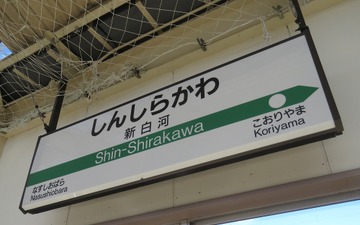 しんしらかわ
新白河
Shin-Shirakawa
なすしおばら
Nasushiobara
こおりやま
Koriyama